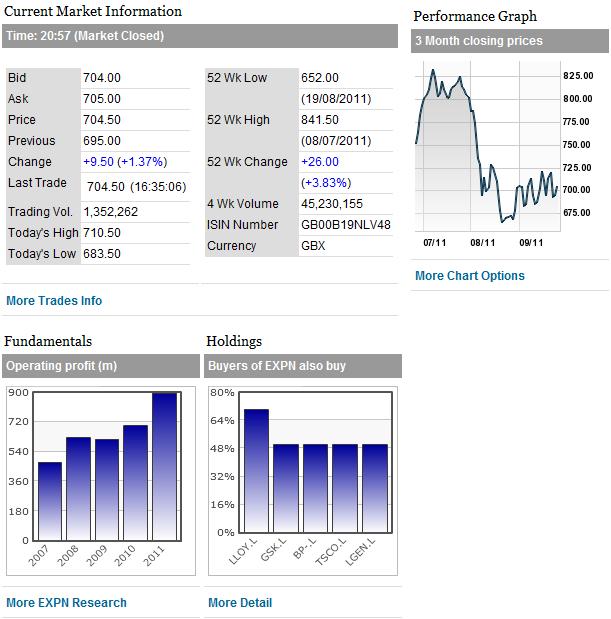 Current Market Information
Time: 20:57 (Market Closed)
Bid 704.00
Ask 705.00
Price 704.50
Previous 695.00
Change +9.50 (+1.37%)
Last Trade 704.50 (16:35:06)
Trading Vol. 1,352,262
Today's High 710.50
Today's Low 683.50
52 Wk Low 652.00
(19/08/2011)
52 Wk High 841.50
(08/07/2011)
52 Wk Change +26.00
(+3.83%)
4 Wk Volume 45,230,155
ISIN Number GB00B19NLV48
Currency GBX
More Trades Info
Performance Graph
3 Month closing prices
825.00
800.00
775.00
750.00
725.00
700.00
675.00
07/11 08/11 09/11
More Chart Options
Fundamentals
Operating profit (m)
900
720
540
360
180
0
2007 2008 2009 2010 2011
More EXPN Research
Holdings
Buyers of EXPN also buy
80%
64%
48%
32%
16%
0%
LLOY.L GSK.L BP-.L TSCO.L LGEN.L
More Detail